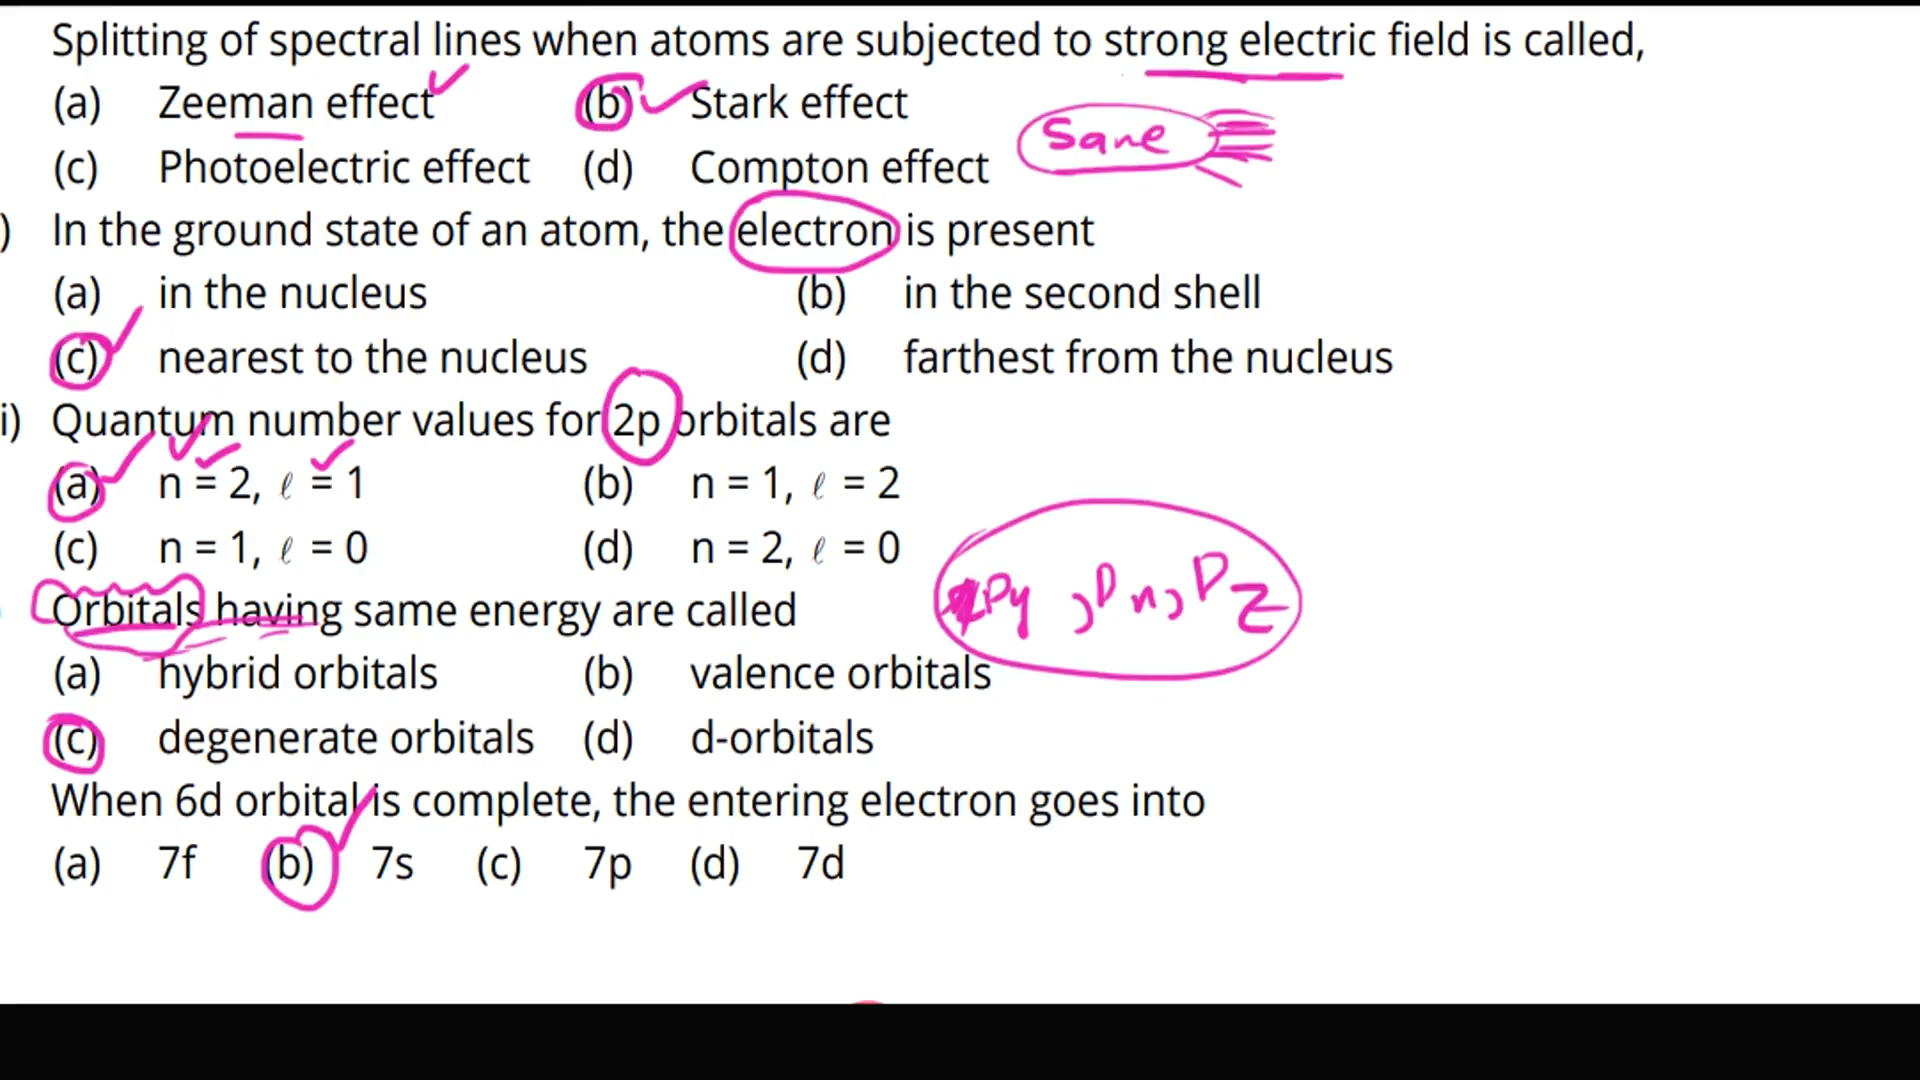 Splitting of spectral lines when atoms are subjected to strong electric field is called,
(a) Zeeman effect (b) Stark effect
Sane
(c) Photoelectric effect (d) Compton effect
) In the ground state of an atom, the electron is present
(a) in the nucleus (b) in the second shell
(c) nearest to the nucleus (d) farthest from the nucleus
i) Quantum number values for 2p orbitals are
(a) n = 2, ℓ = 1 (b) n = 1, ℓ = 2
(c) n = 1, ℓ = 0 (d) n = 2, ℓ = 0
Py , Pn, Pz
Orbitals having same energy are called
(a) hybrid orbitals (b) valence orbitals
(c) degenerate orbitals (d) d-orbitals
When 6d orbital is complete, the entering electron goes into
(a) 7f (b) 7s (c) 7p (d) 7d